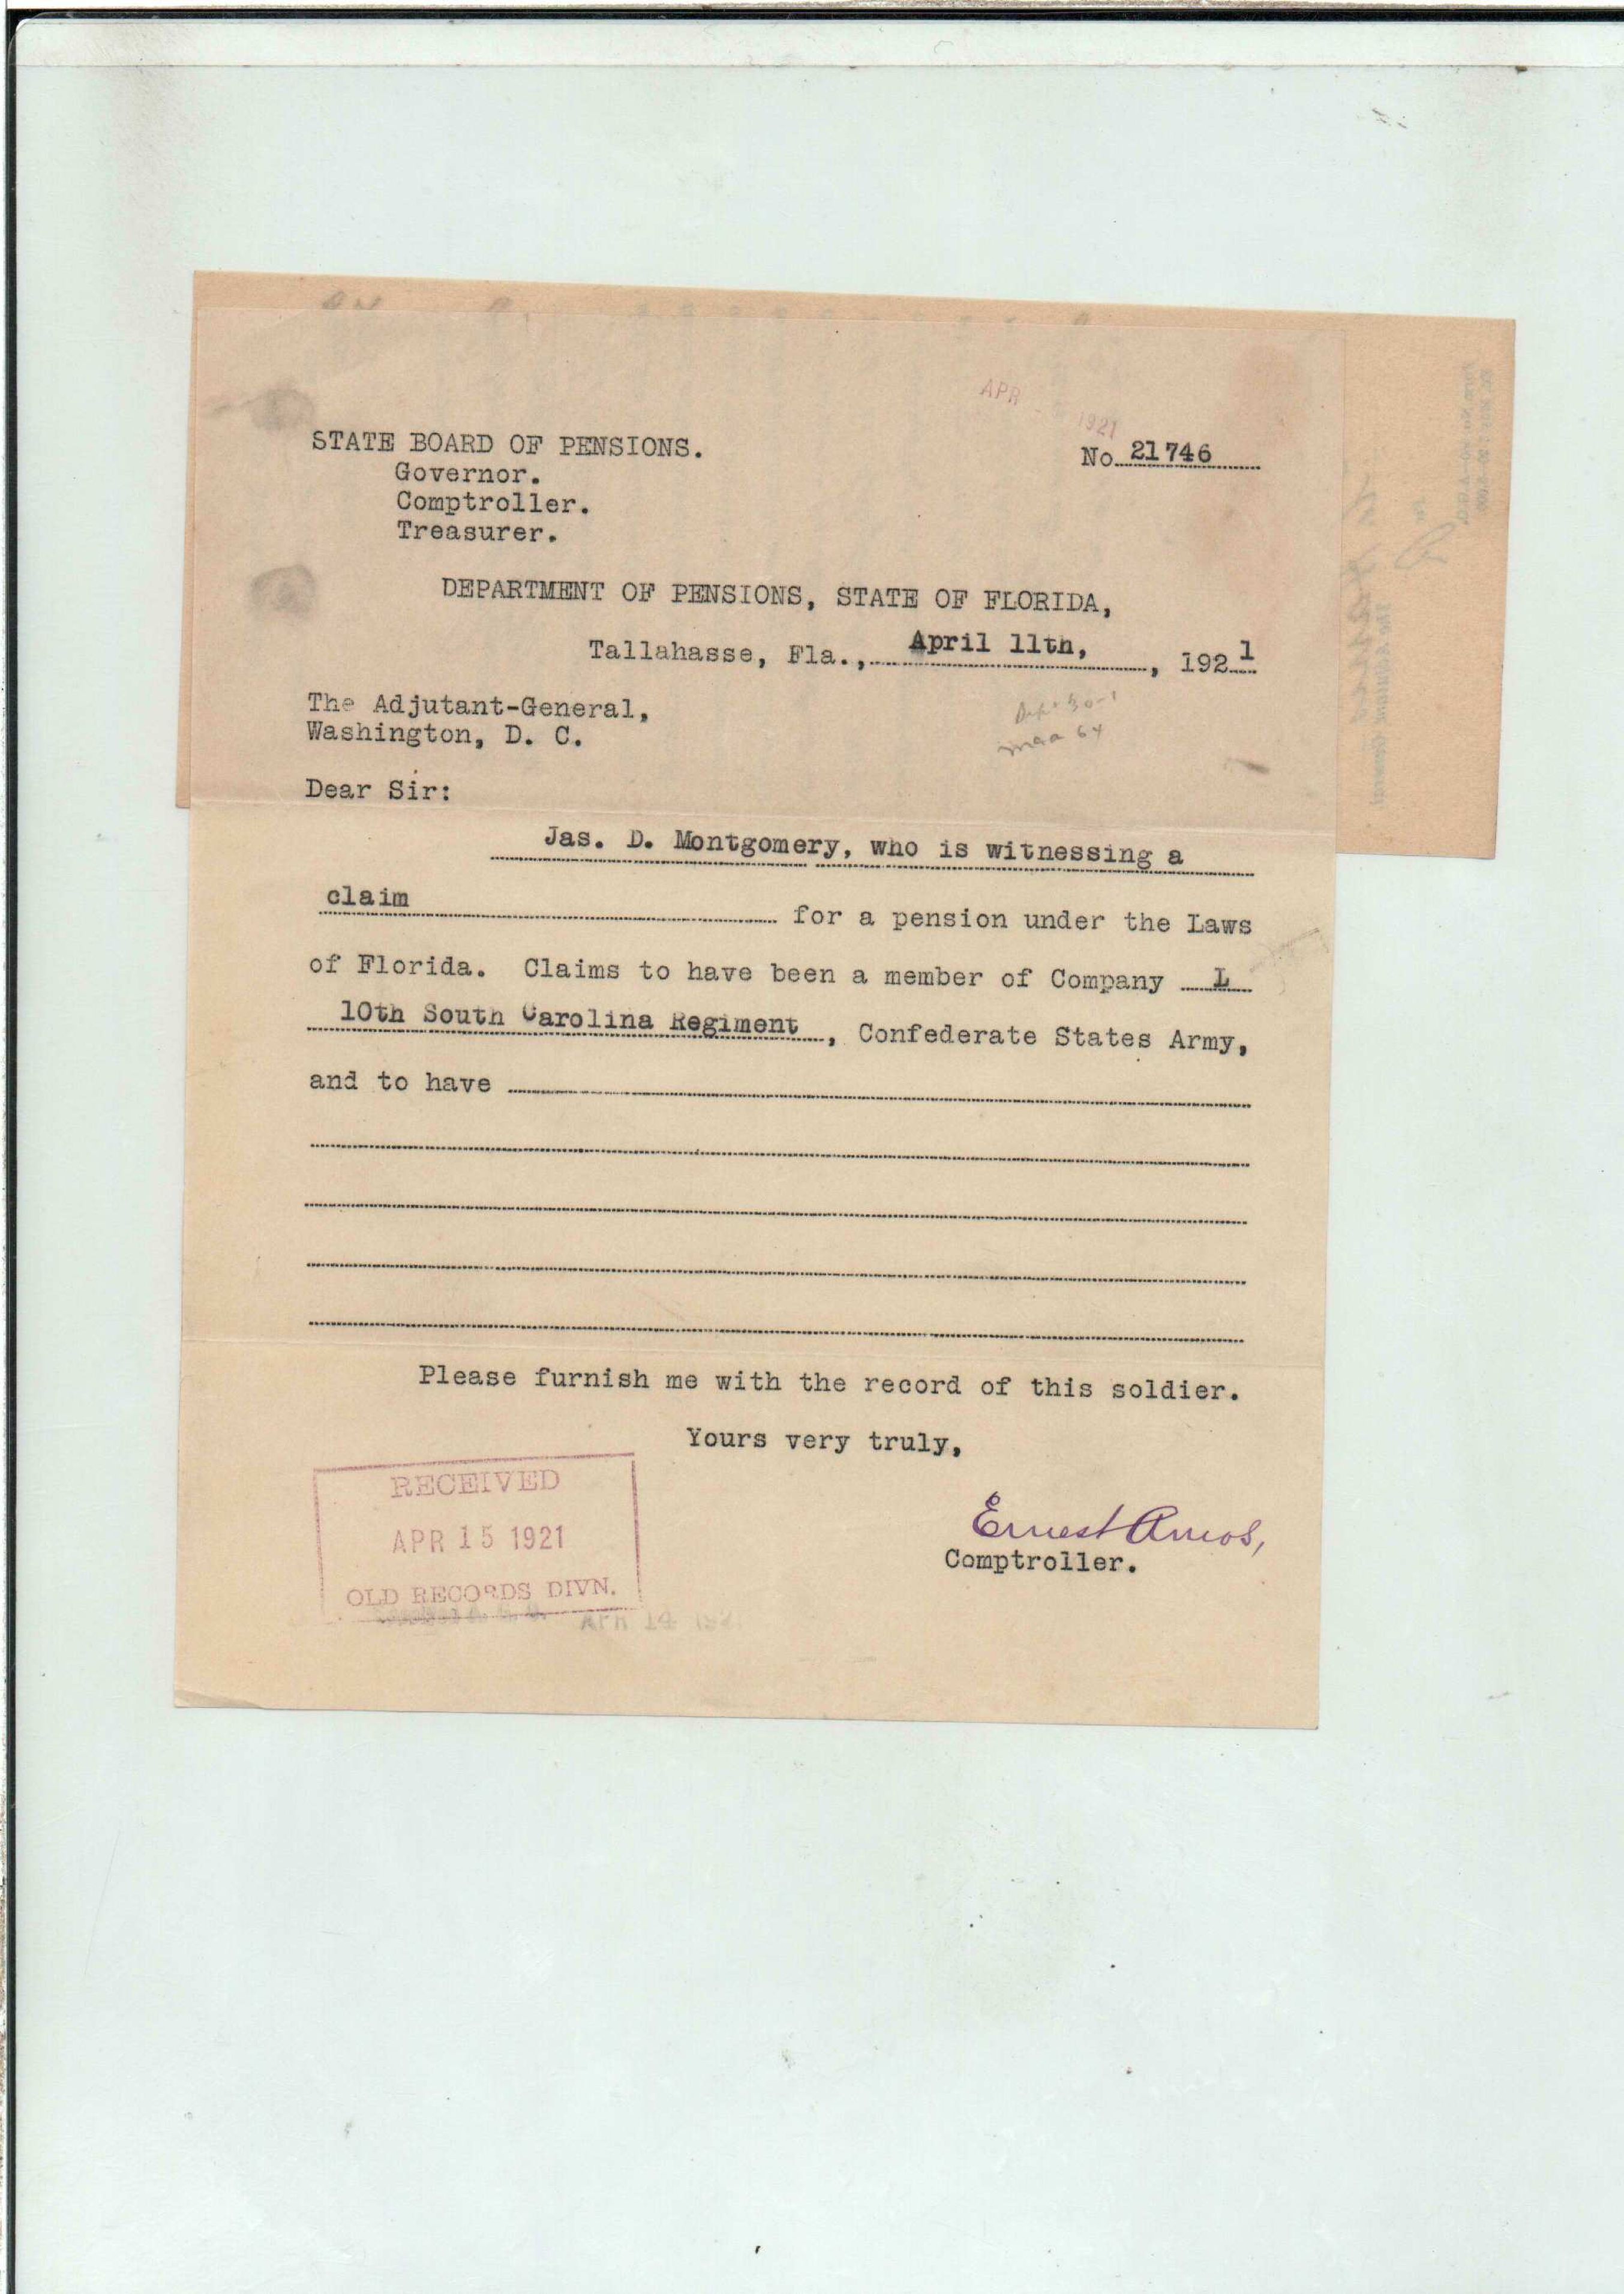 APR 1921
STATE BOARD OF PENSIONS.
No. 21746
Governor.
Comptroller.
Treasurer.
DEPARTMENT OF PENSIONS, STATE OF FLORIDA,
Tallahasse, Fla., April 11th, , 1921
The Adjutant-General,
Washington, D. C.
Dear Sir:
Jas. D. Montgomery, who is witnessing a
claim for a pension under the Laws
of Florida. Claims to have been a member of Company L
10th South Carolina Regiment, Confederate States Army,
and to have
Please furnish me with the record of this soldier.
Yours very truly,
Ernest Amos,
Comptroller.
RECEIVED
APR 15 1921
OLD RECORDS DIVN.